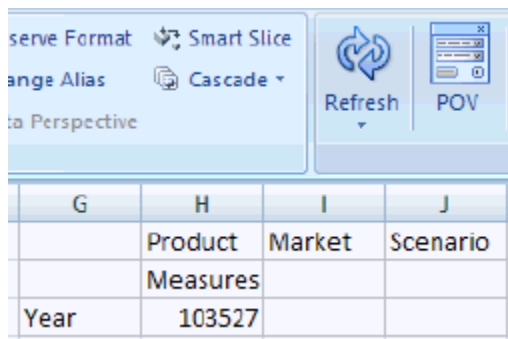 serve Format Smart Slice
ange Alias Cascade
ta Perspective
Refresh POV
G H I J
Product Market Scenario
Measures
Year 103527